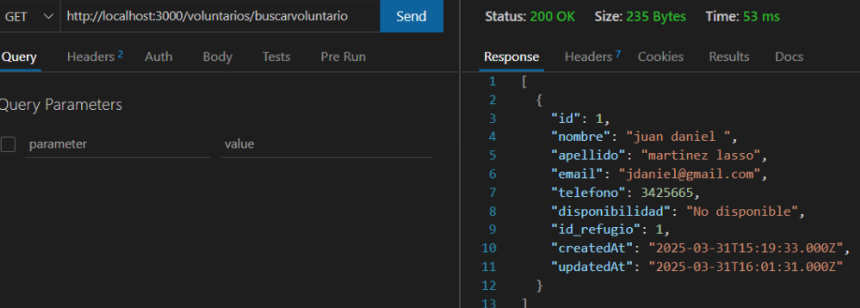 GET http://localhost:3000/voluntarios/buscarvoluntario Send
Query Headers 2 Auth Body Tests Pre Run
Query Parameters
parameter value
Status: 200 OK Size: 235 Bytes Time: 53 ms
Response Headers 7 Cookies Results Docs
1 [
2 {
3 "id": 1,
4 "nombre": "juan daniel ",
5 "apellido": "martinez lasso",
6 "email": "jdaniel@gmail.com",
7 "telefono": 3425665,
8 "disponibilidad": "No disponible",
9 "id_refugio": 1,
10 "createdAt": "2025-03-31T15:19:33.000Z",
11 "updatedAt": "2025-03-31T16:01:31.000Z"
12 }
13 ]